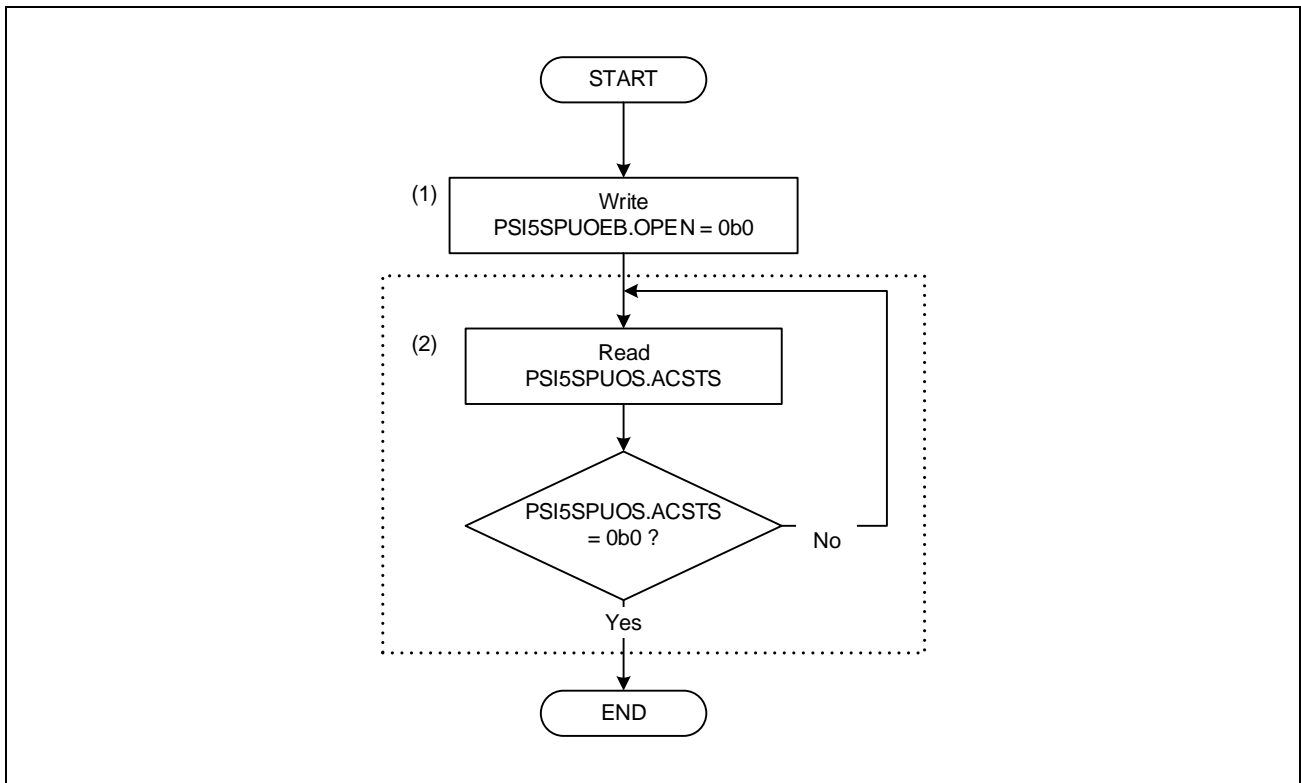 START
(1)
Write
PSI5SPUOEB.OPEN = 0b0
(2)
Read
PSI5SPUOS.ACSTS
PSI5SPUOS.ACSTS
= 0b0 ?
No
Yes
END